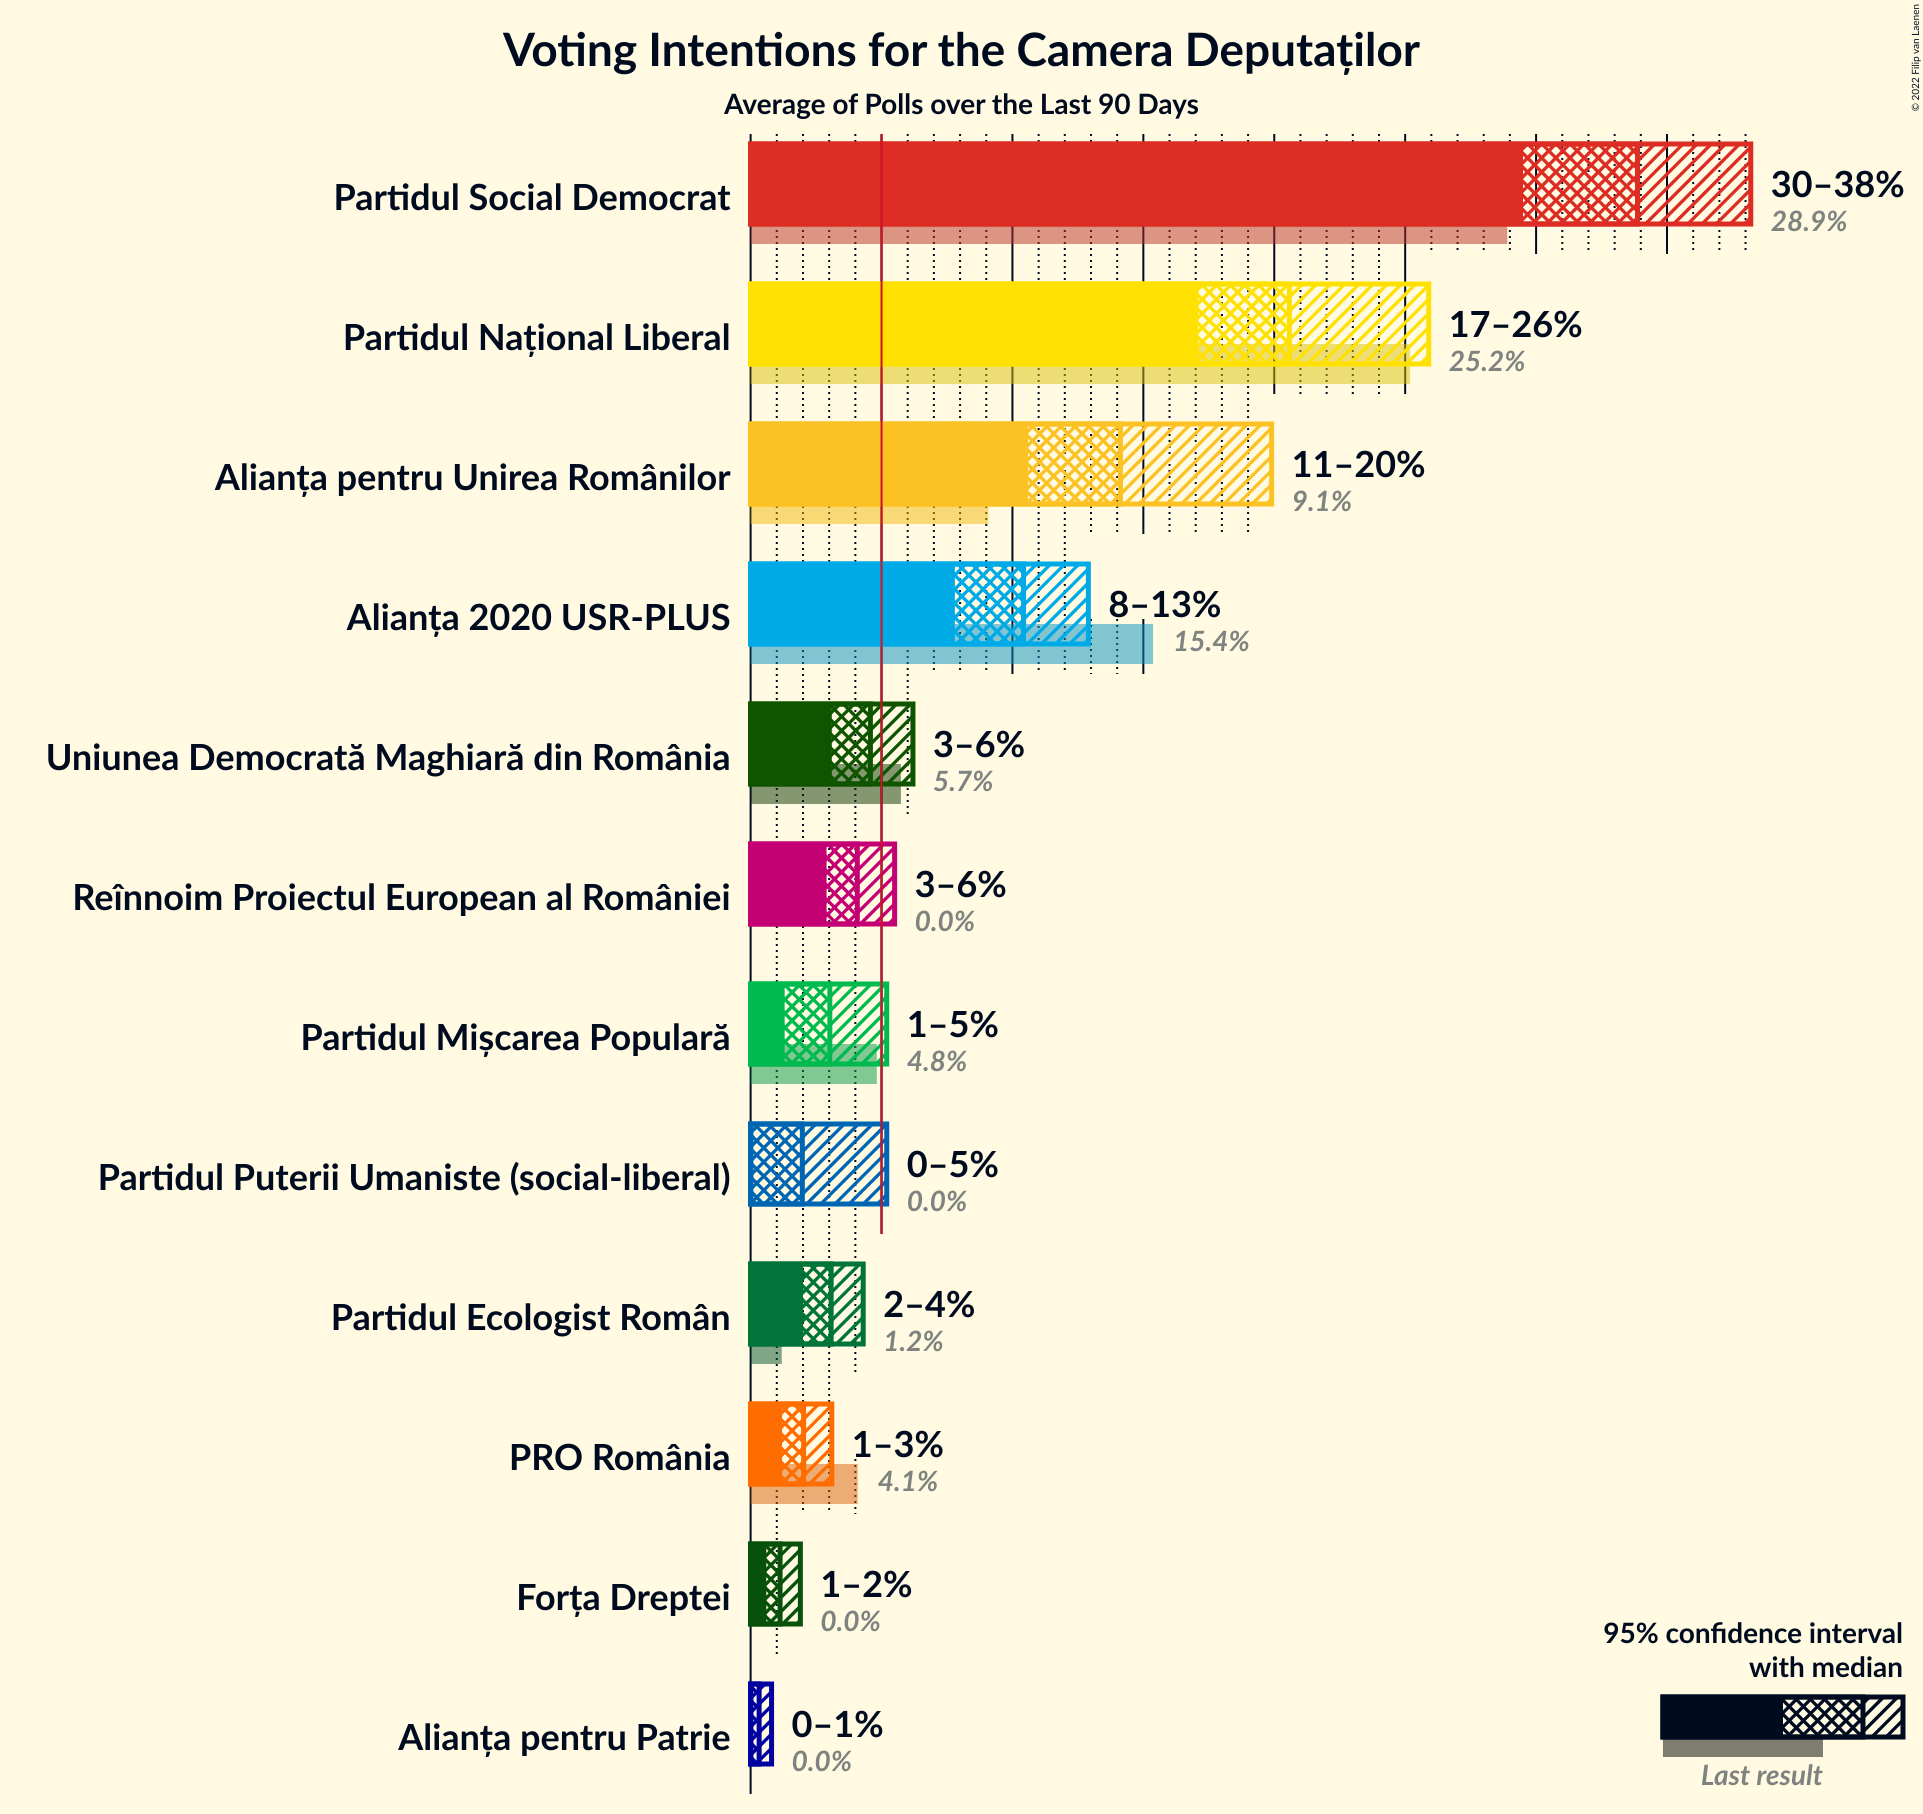 © 2022 Filip van Laenen
Voting Intentions for the Camera Deputaților
Average of Polls over the Last 90 Days
Partidul Social Democrat
30–38%
28.9%
Partidul Național Liberal
17–26%
25.2%
Alianța pentru Unirea Românilor
11–20%
9.1%
Alianța 2020 USR-PLUS
8–13%
15.4%
Uniunea Democrată Maghiară din România
3–6%
5.7%
Reînnoim Proiectul European al României
3–6%
0.0%
Partidul Mișcarea Populară
1–5%
4.8%
Partidul Puterii Umaniste (social-liberal)
0–5%
0.0%
Partidul Ecologist Român
2–4%
1.2%
PRO România
1–3%
4.1%
Forța Dreptei
1–2%
0.0%
Alianța pentru Patrie
0–1%
0.0%
95% confidence interval
with median
Last result